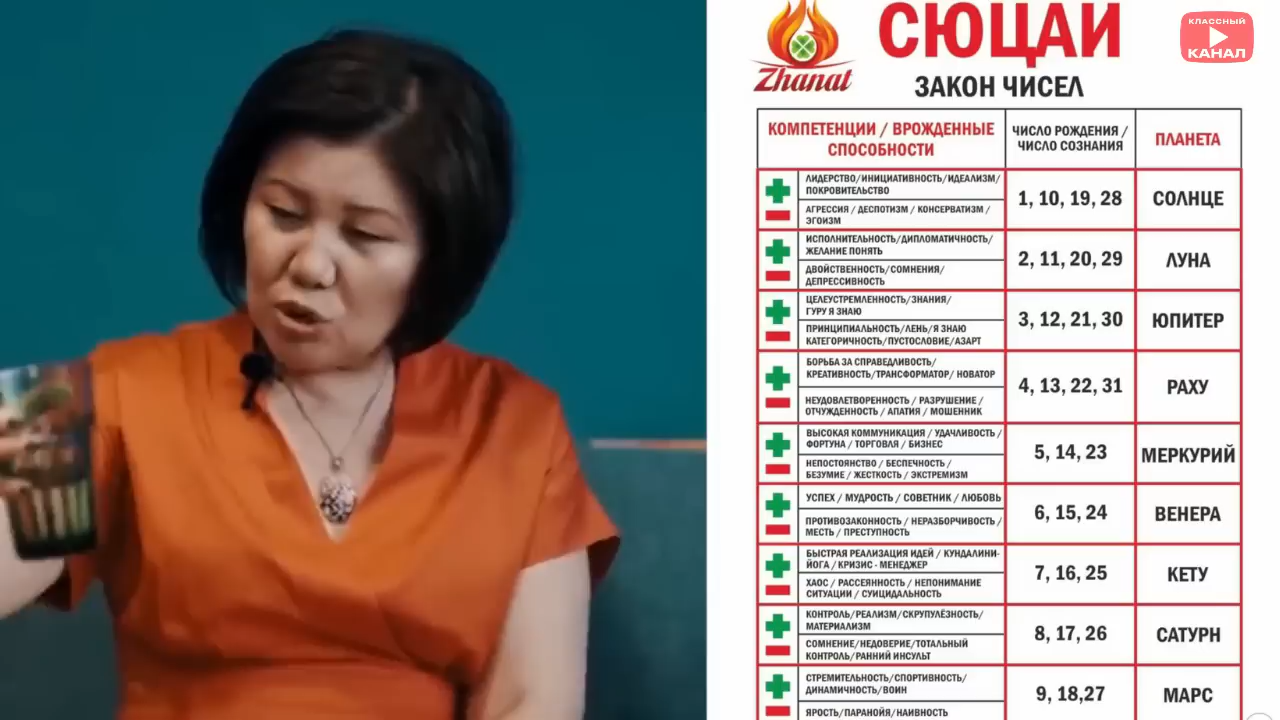 СЮЦАЙ
КЛАССНЫЙ
КАНАЛ
Zhanat
ЗАКОН ЧИСЕЛ
КОМПЕТЕНЦИИ / ВРОЖДЕННЫЕ
СПОСОБНОСТИ
ЧИСЛО РОЖДЕНИЯ /
ЧИСЛО СОЗНАНИЯ
ПЛАНЕТА
ЛИДЕРСТВО/ИНИЦИАТИВНОСТЬ/ИДЕАЛИЗМ/
ПОКРОВИТЕЛЬСТВО
АГРЕССИЯ / ДЕСПОТИЗМ / КОНСЕРВАТИЗМ /
ЭГОИЗМ
1, 10, 19, 28
СОЛНЦЕ
ИСПОЛНИТЕЛЬНОСТЬ/ДИПЛОМАТИЧНОСТЬ/
ЖЕЛАНИЕ ПОНЯТЬ
ДВОЙСТВЕННОСТЬ/СОМНЕНИЯ/
ДЕПРЕССИВНОСТЬ
2, 11, 20, 29
ЛУНА
ЦЕЛЕУСТРЕМЛЕННОСТЬ/ЗНАНИЯ/
ГУРУ Я ЗНАЮ
ПРИНЦИПИАЛЬНОСТЬ/ЛЕНЬ/Я ЗНАЮ
КАТЕГОРИЧНОСТЬ/ПУСТОСЛОВИЕ/АЗАРТ
3, 12, 21, 30
ЮПИТЕР
БОРЬБА ЗА СПРАВЕДЛИВОСТЬ/
КРЕАТИВНОСТЬ/ТРАНСФОРМАТОР/ НОВАТОР
НЕУДОВЛЕТВОРЕННОСТЬ / РАЗРУШЕНИЕ /
ОТЧУЖДЕННОСТЬ / АПАТИЯ / МОШЕННИК
4, 13, 22, 31
РАХУ
ВЫСОКАЯ КОММУНИКАЦИЯ / УДАЧЛИВОСТЬ /
ФОРТУНА / ТОРГОВЛЯ / БИЗНЕС
НЕПОСТОЯНСТВО / БЕСПЕЧНОСТЬ /
БЕЗУМИЕ / ЖЕСТКОСТЬ / ЭКСТРЕМИЗМ
5, 14, 23
МЕРКУРИЙ
УСПЕХ / МУДРОСТЬ / СОВЕТНИК / ЛЮБОВЬ
ПРОТИВОЗАКОННОСТЬ / НЕРАЗБОРЧИВОСТЬ /
МЕСТЬ / ПРЕСТУПНОСТЬ
6, 15, 24
ВЕНЕРА
БЫСТРАЯ РЕАЛИЗАЦИЯ ИДЕЙ / КУНДАЛИНИ-
ЙОГА / КРИЗИС - МЕНЕДЖЕР
ХАОС / РАССЕЯННОСТЬ / НЕПОНИМАНИЕ
СИТУАЦИИ / СУИЦИДАЛЬНОСТЬ
7, 16, 25
КЕТУ
КОНТРОЛЬ/РЕАЛИЗМ/СКРУПУЛЁЗНОСТЬ/
МАТЕРИАЛИЗМ
СОМНЕНИЕ/НЕДОВЕРИЕ/ТОТАЛЬНЫЙ
КОНТРОЛЬ/РАННИЙ ИНСУЛЬТ
8, 17, 26
САТУРН
СТРЕМИТЕЛЬНОСТЬ/СПОРТИВНОСТЬ/
ДИНАМИЧНОСТЬ/ВОИН
ЯРОСТЬ/ПАРАНОЙЯ/НАИВНОСТЬ
9, 18,27
МАРС